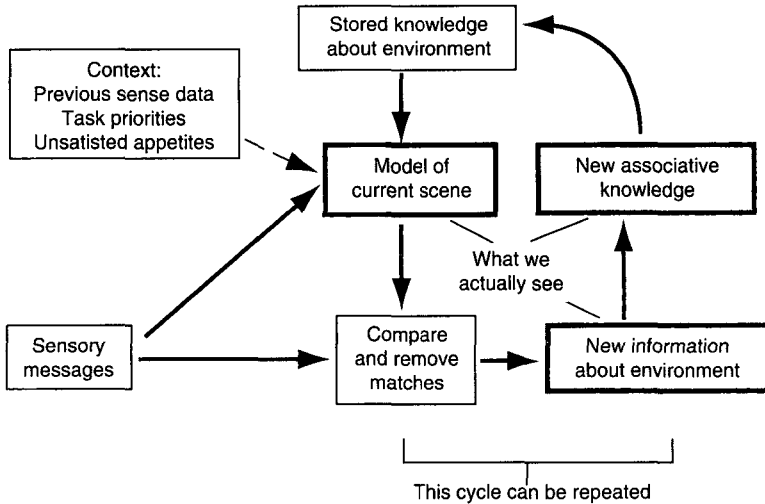 Stored knowledge
about environment
Context:
Previous sense data
Task priorities
Unsatisted appetites
Model of
current scene
New associative
knowledge
What we
actually see
Sensory
messages
Compare
and remove
matches
New information
about environment
This cycle can be repeated